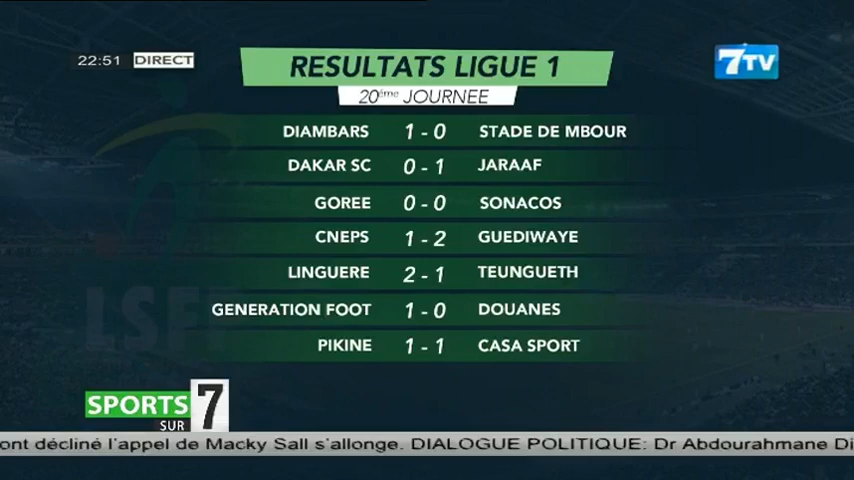 22:51 DIRECT
RESULTATS LIGUE 1
7TV
20ème JOURNEE
DIAMBARS 1 - 0 STADE DE MBOUR
DAKAR SC 0 - 1 JARAAF
GOREE 0 - 0 SONACOS
CNEPS 1 - 2 GUEDIWAYE
LINGUERE 2 - 1 TEUNGUETH
GENERATION FOOT 1 - 0 DOUANES
PIKINE 1 - 1 CASA SPORT
SPORTS
SUR 7
ont décliné l'appel de Macky Sall s'allonge. DIALOGUE POLITIQUE: Dr Abdourahmane Di